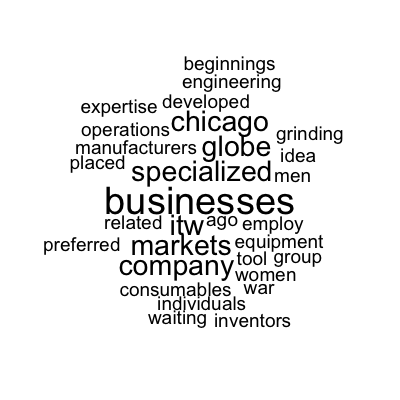 beginnings
engineering
expertise developed
operations chicago grinding
manufacturers globe idea
placed specialized men
businesses
related itw ago employ
preferred markets equipment
company tool group
women
consumables war
individuals
waiting inventors